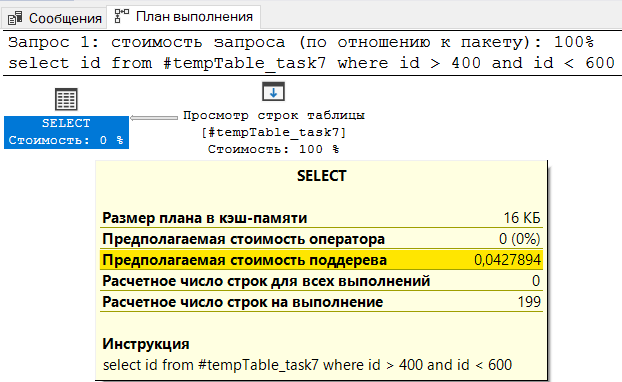 Сообщения План выполнения
Запрос 1: стоимость запроса (по отношению к пакету): 100%
select id from #tempTable_task7 where id > 400 and id < 600
SELECT
Стоимость: 0 %
Просмотр строк таблицы
[#tempTable_task7]
Стоимость: 100 %
SELECT
Размер плана в кэш-памяти 16 КБ
Предполагаемая стоимость оператора 0 (0%)
Предполагаемая стоимость поддерева 0,0427894
Расчетное число строк для всех выполнений 0
Расчетное число строк на выполнение 199
Инструкция
select id from #tempTable_task7 where id > 400 and id < 600